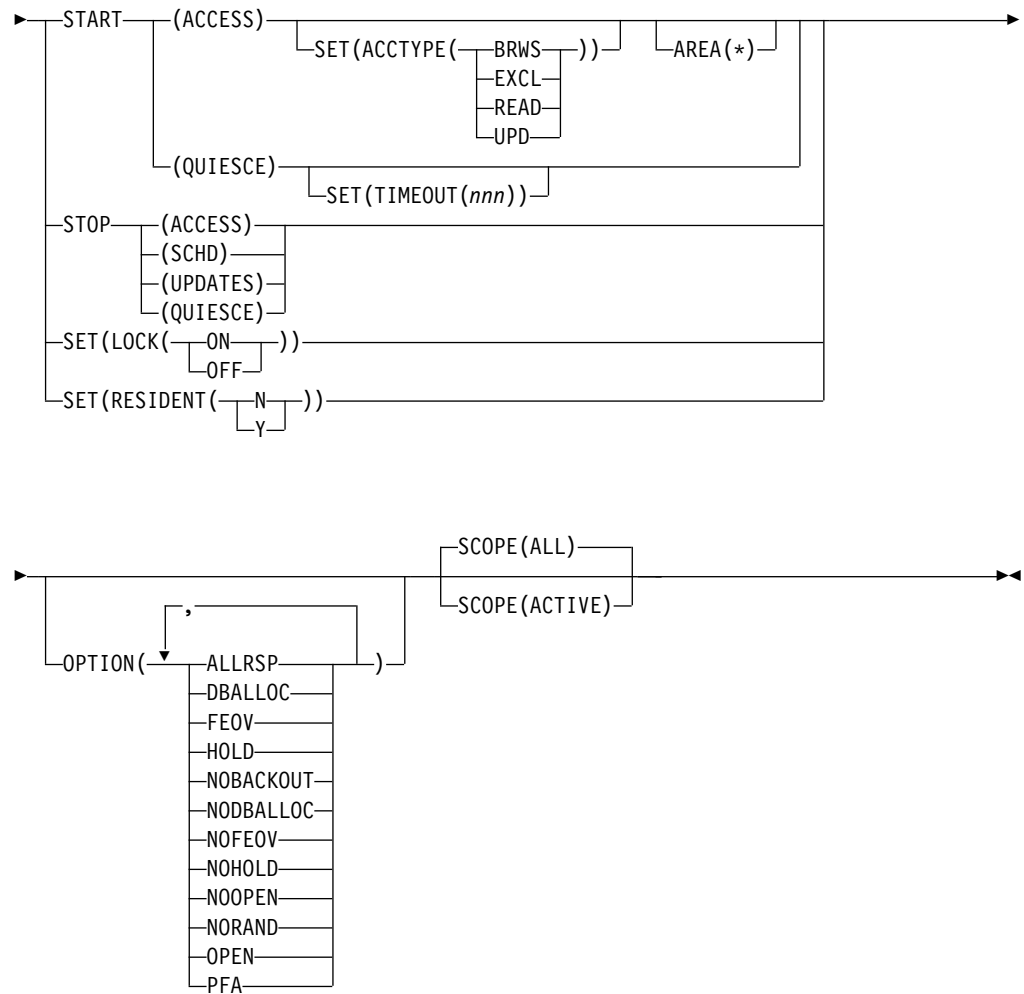 START (ACCESS)
SET(ACCTYPE( BRWS )) AREA(*)
EXCL
READ
UPD
(QUIESCE)
SET(TIMEOUT(nnn))
STOP (ACCESS)
(SCHD)
(UPDATES)
(QUIESCE)
SET(LOCK( ON ))
OFF
SET(RESIDENT( N ))
Y
SCOPE(ALL)
SCOPE(ACTIVE)
,
OPTION( ALLRSP )
DBALLOC
FEOV
HOLD
NOBACKOUT
NODBALLOC
NOFEOV
NOHOLD
NOOPEN
NORAND
OPEN
PFA